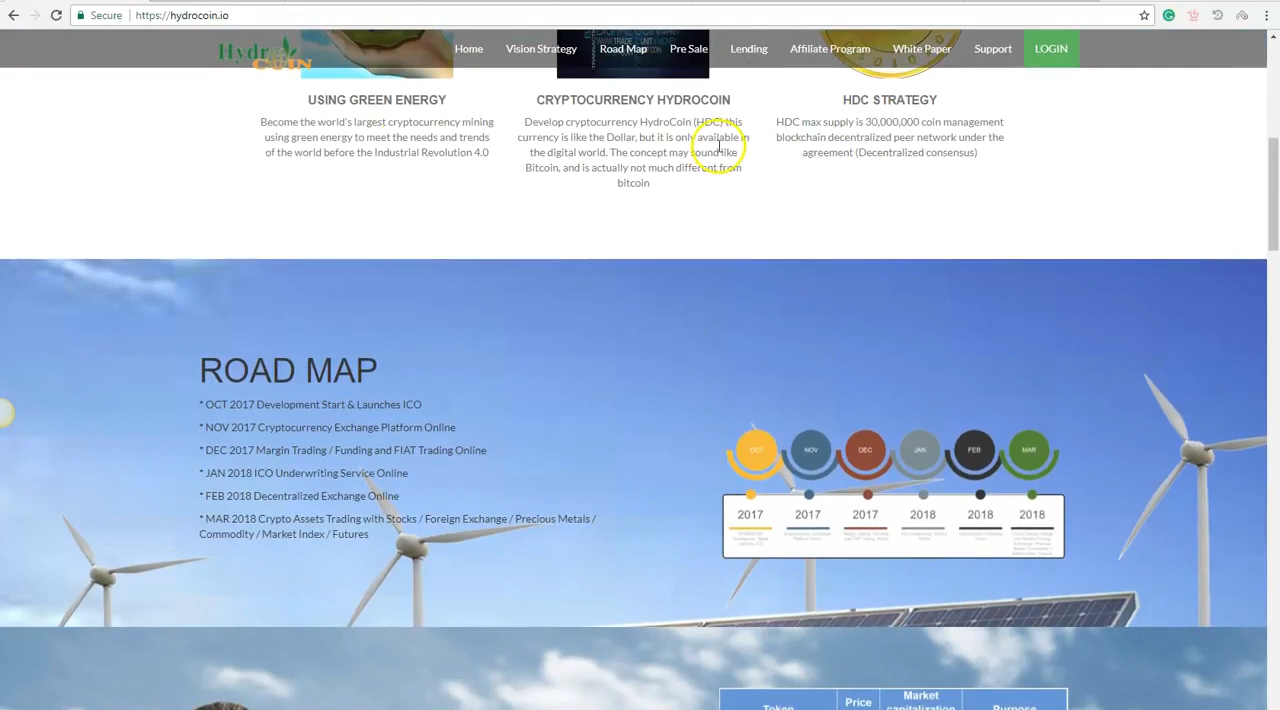 Secure https://hydrocoin.io
Hydro COIN Home Vision Strategy Road Map Pre Sale Lending Affiliate Program White Paper Support LOGIN
USING GREEN ENERGY
Become the world's largest cryptocurrency mining
using green energy to meet the needs and trends
of the world before the Industrial Revolution 4.0
CRYPTOCURRENCY HYDROCOIN
Develop cryptocurrency HydroCoin (HDC) this
currency is like the Dollar, but it is only available in
the digital world. The concept may sound like
Bitcoin, and is actually not much different from
bitcoin
HDC STRATEGY
HDC max supply is 30,000,000 coin management
blockchain decentralized peer network under the
agreement (Decentralized consensus)
ROAD MAP
* OCT 2017 Development Start & Launches ICO
* NOV 2017 Cryptocurrency Exchange Platform Online
* DEC 2017 Margin Trading / Funding and FIAT Trading Online
* JAN 2018 ICO Underwriting Service Online
* FEB 2018 Decentralized Exchange Online
* MAR 2018 Crypto Assets Trading with Stocks / Foreign Exchange / Precious Metals /
Commodity / Market Index / Futures
OCT NOV DEC JAN FEB MAR
2017 2017 2017 2018 2018 2018
Token Price Market
capitalization Purpose